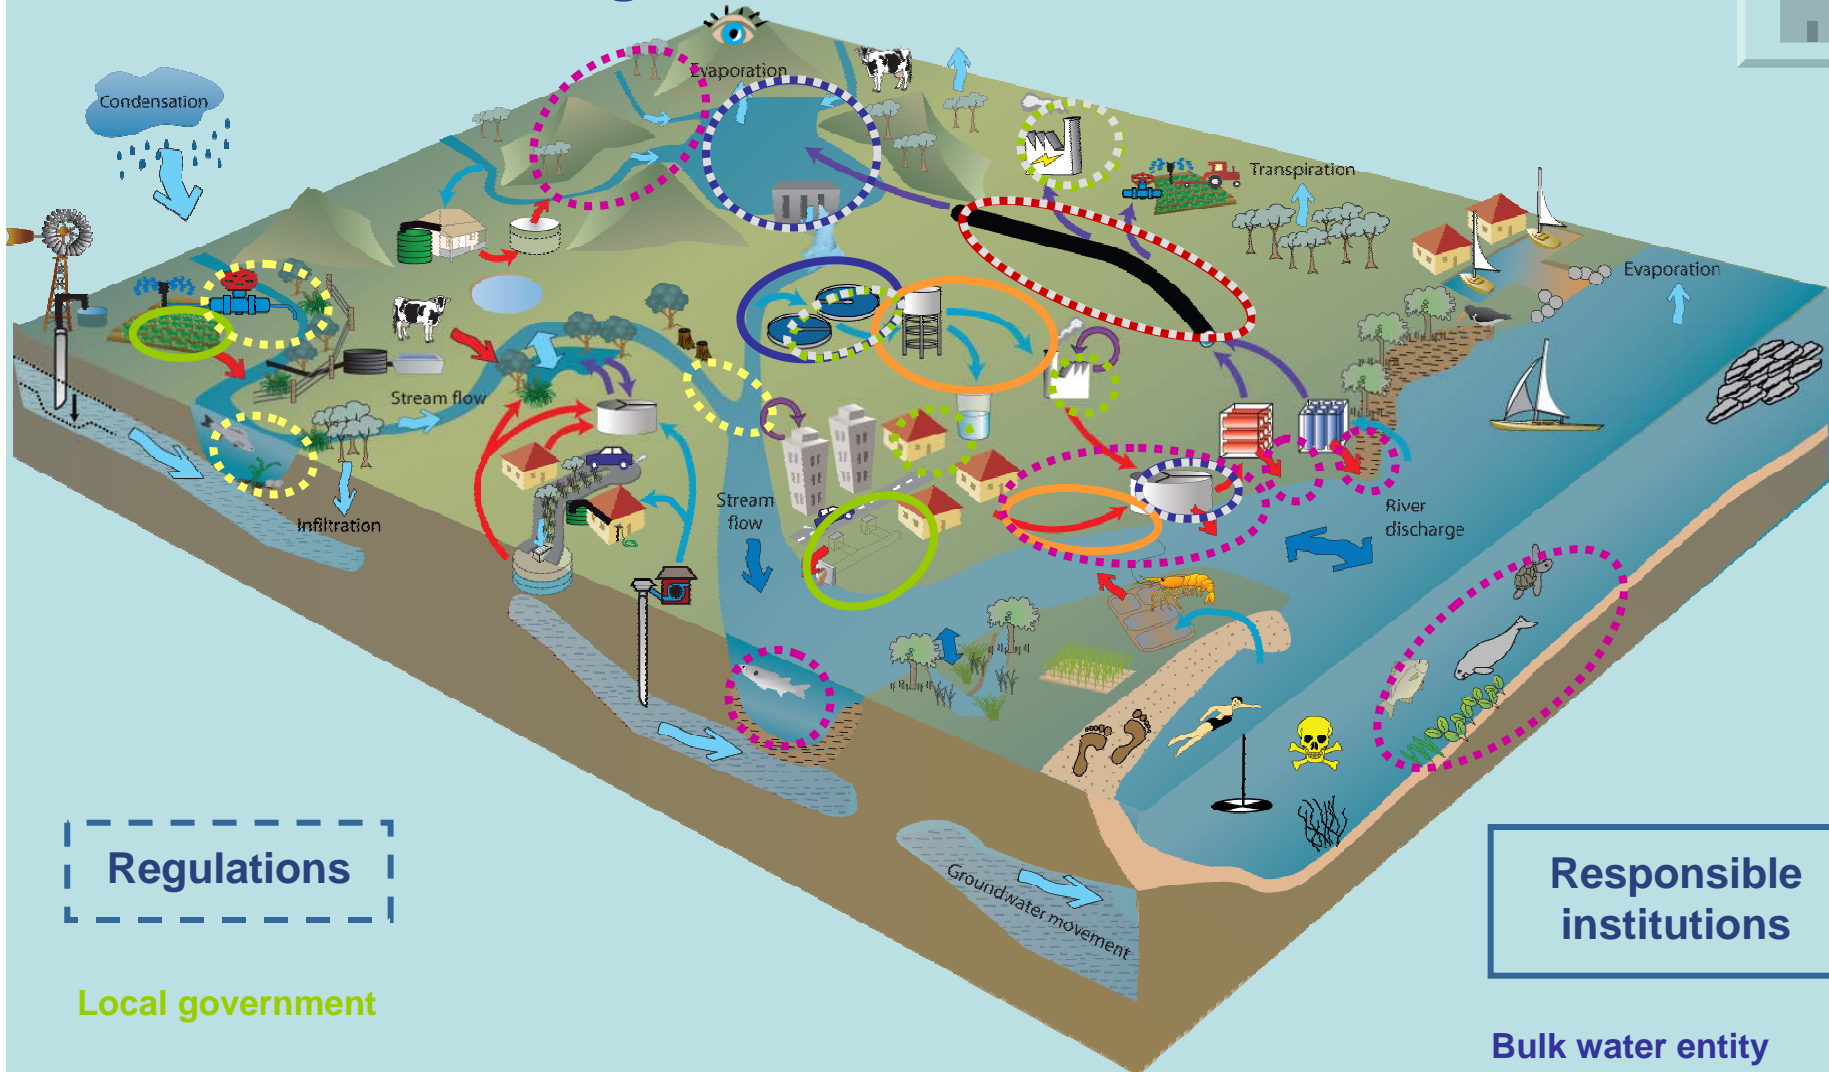 Evaporation
Condensation
Transpiration
Evaporation
Stream flow
Stream
flow
River
discharge
Infiltration
Regulations
Responsible
institutions
Groundwater movement
Local government
Bulk water entity